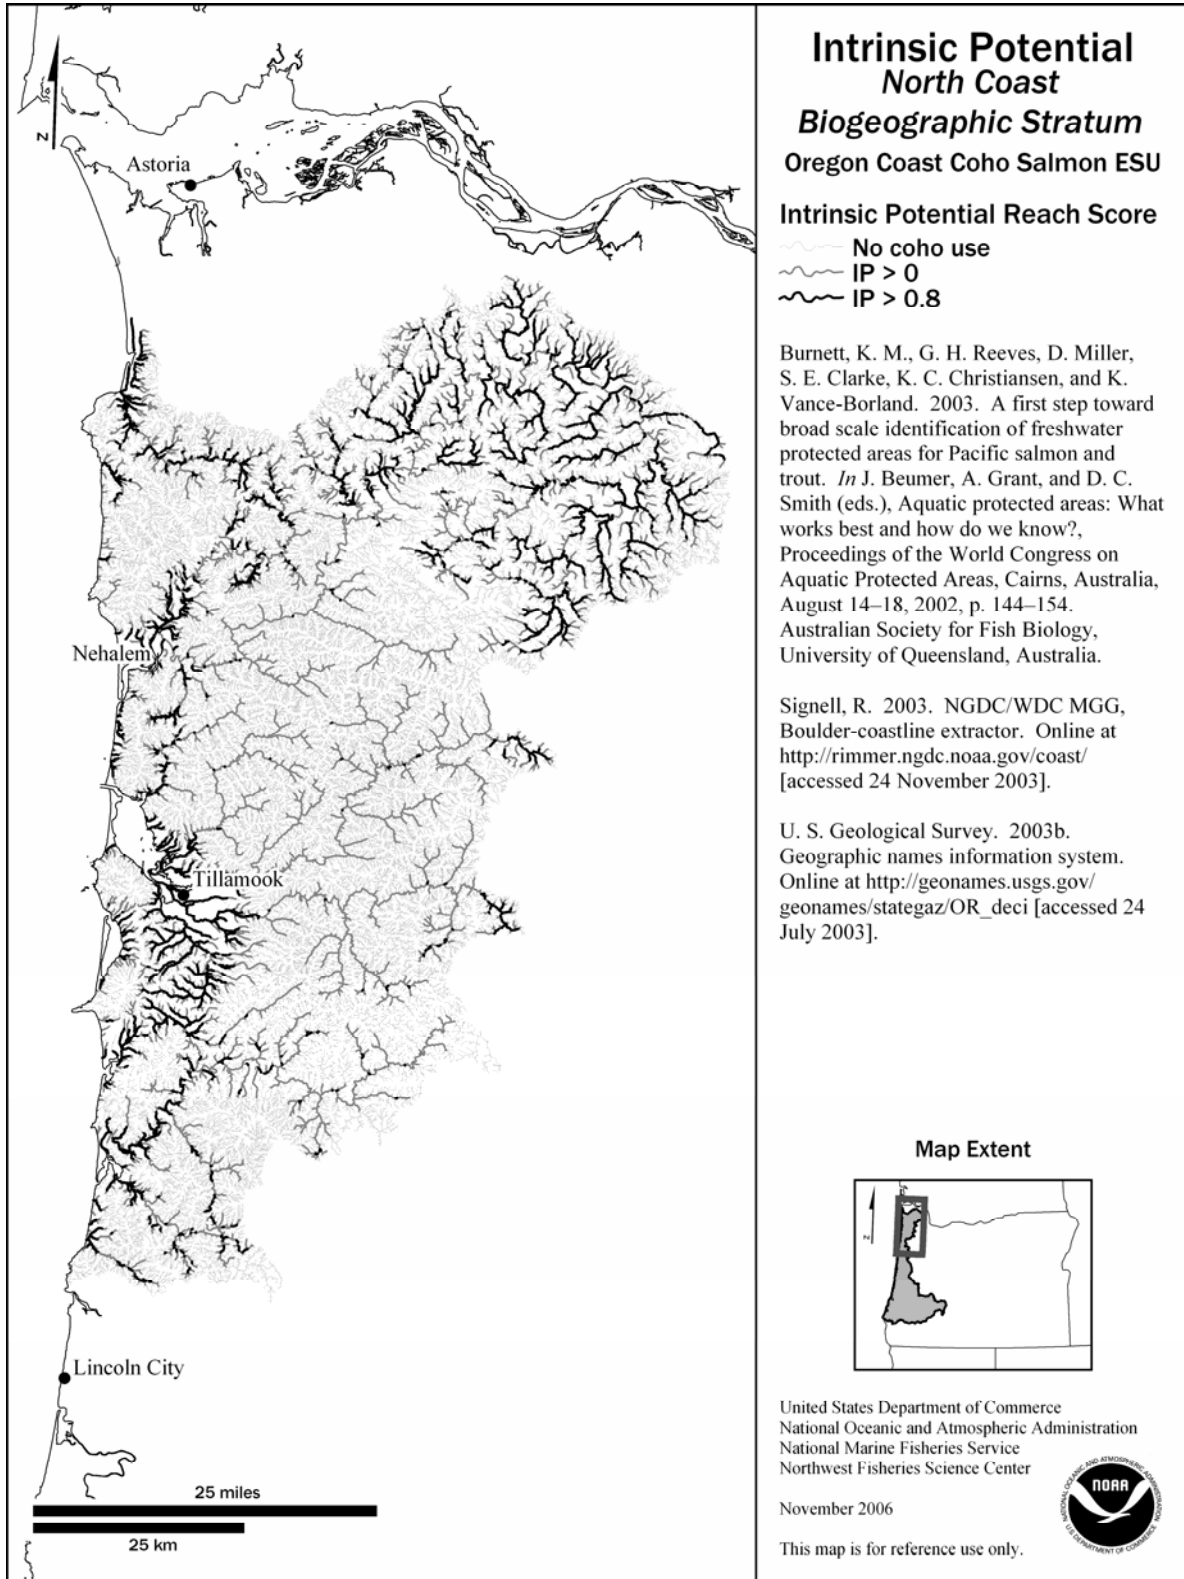 Intrinsic Potential
North Coast
Biogeographic Stratum
Oregon Coast Coho Salmon ESU
Intrinsic Potential Reach Score
No coho use
IP > 0
IP > 0.8
Burnett, K. M., G. H. Reeves, D. Miller,
S. E. Clarke, K. C. Christiansen, and K.
Vance-Borland. 2003. A first step toward
broad scale identification of freshwater
protected areas for Pacific salmon and
trout. In J. Beumer, A. Grant, and D. C.
Smith (eds.), Aquatic protected areas: What
works best and how do we know?,
Proceedings of the World Congress on
Aquatic Protected Areas, Cairns, Australia,
August 14–18, 2002, p. 144–154.
Australian Society for Fish Biology,
University of Queensland, Australia.
Signell, R. 2003. NGDC/WDC MGG,
Boulder-coastline extractor. Online at
http://rimmer.ngdc.noaa.gov/coast/
[accessed 24 November 2003].
U. S. Geological Survey. 2003b.
Geographic names information system.
Online at http://geonames.usgs.gov/
geonames/stategaz/OR_deci [accessed 24
July 2003].
Map Extent
N
United States Department of Commerce
National Oceanic and Atmospheric Administration
National Marine Fisheries Service
Northwest Fisheries Science Center
November 2006
This map is for reference use only.
NATIONAL OCEANIC AND ATMOSPHERIC ADMINISTRATION
NOAA
U.S. DEPARTMENT OF COMMERCE
N
Astoria
Nehalem
Tillamook
Lincoln City
25 miles
25 km